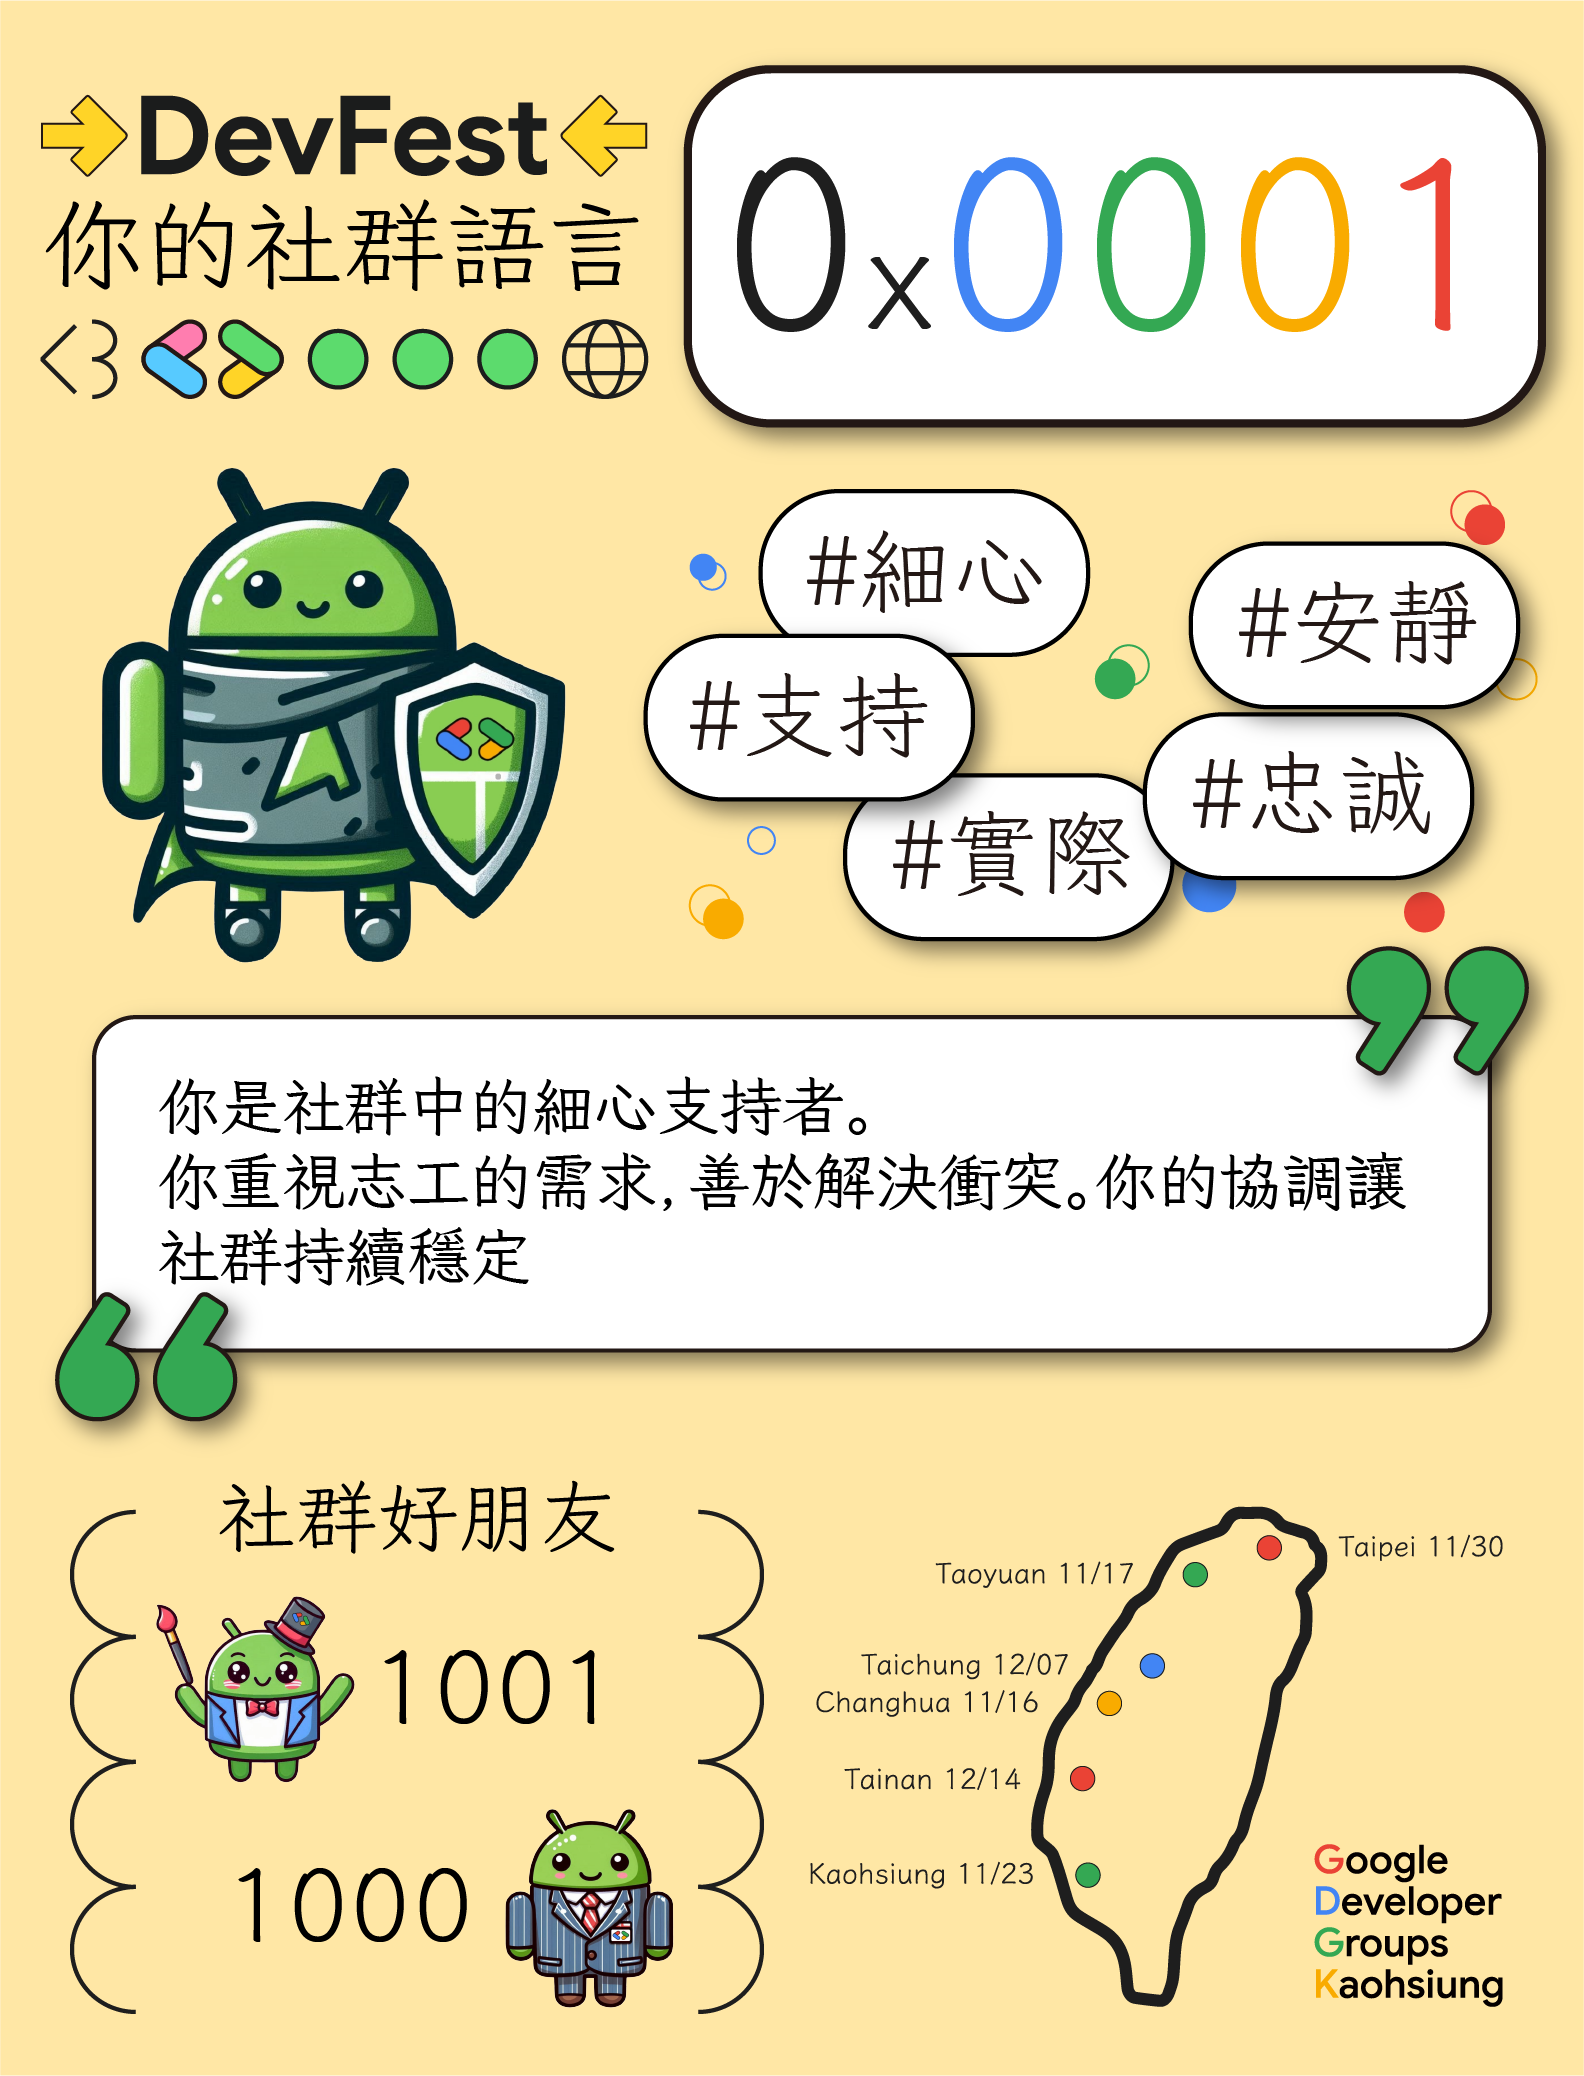 DevFest
你的社群語言
0x0001
#細心
#安靜
#支持
#忠誠
#實際
你是社群中的細心支持者。
你重視志工的需求,善於解決衝突。你的協調讓
社群持續穩定
社群好朋友
1001
1000
Taipei 11/30
Taoyuan 11/17
Taichung 12/07
Changhua 11/16
Tainan 12/14
Kaohsiung 11/23
Google
Developer
Groups
Kaohsiung